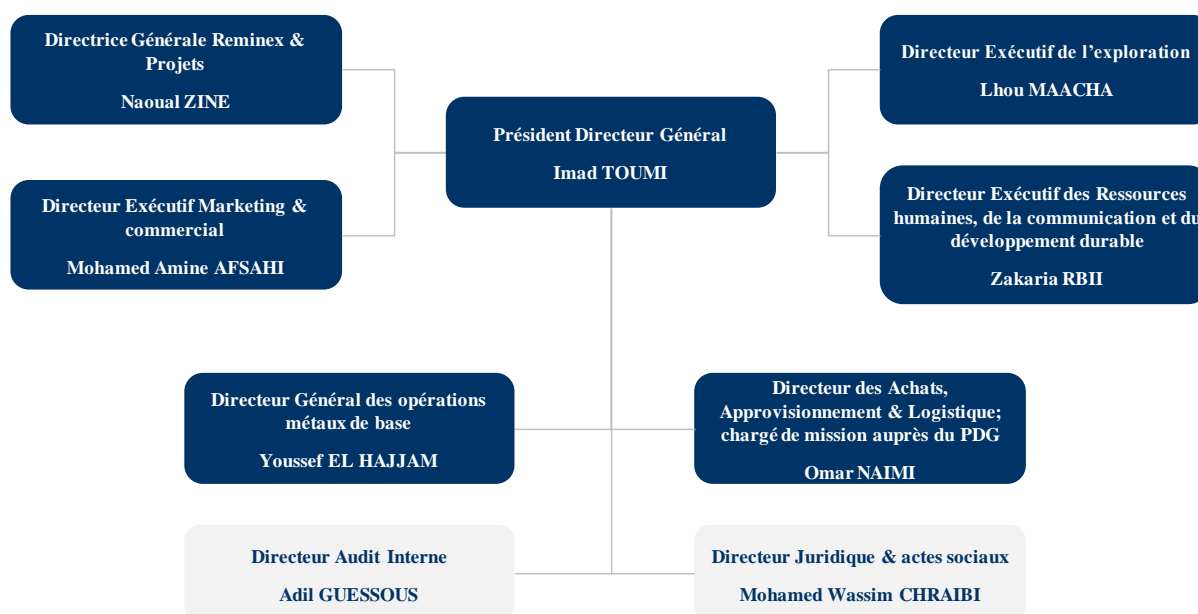 Directrice Générale Reminex &
Projets
Naoual ZINE
Directeur Exécutif de l’exploration
Lhou MAACHA
Président Directeur Général
Imad TOUMI
Directeur Exécutif Marketing &
commercial
Mohamed Amine AFSAHI
Directeur Exécutif des Ressources
humaines, de la communication et du
développement durable
Zakaria RBII
Directeur Général des opérations
métaux de base
Youssef EL HAJJAM
Directeur des Achats,
Approvisionnement & Logistique;
chargé de mission auprès du PDG
Omar NAIMI
Directeur Audit Interne
Adil GUESSOUS
Directeur Juridique & actes sociaux
Mohamed Wassim CHRAIBI